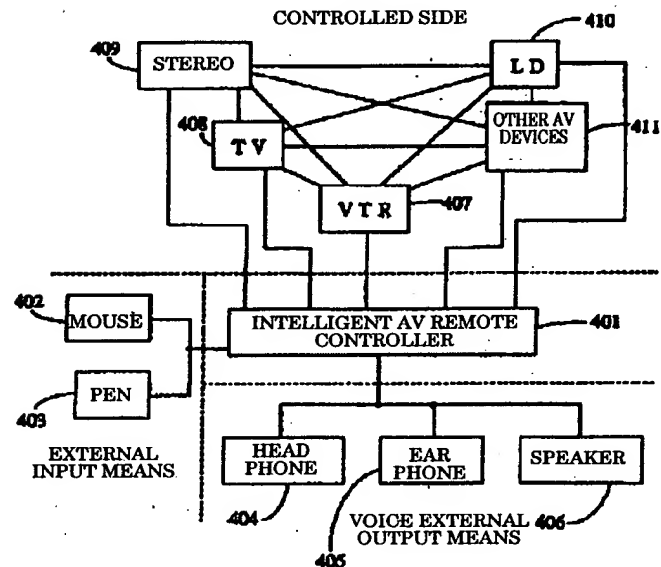 CONTROLLED SIDE
409
STEREO
410
L D
408
T V
OTHER AV
DEVICES
411
V T R
407
402
MOUSE
INTELLIGENT AV REMOTE
CONTROLLER
401
PEN
403
EXTERNAL
INPUT MEANS
HEAD
PHONE
EAR
PHONE
SPEAKER
404
405
406
VOICE EXTERNAL
OUTPUT MEANS